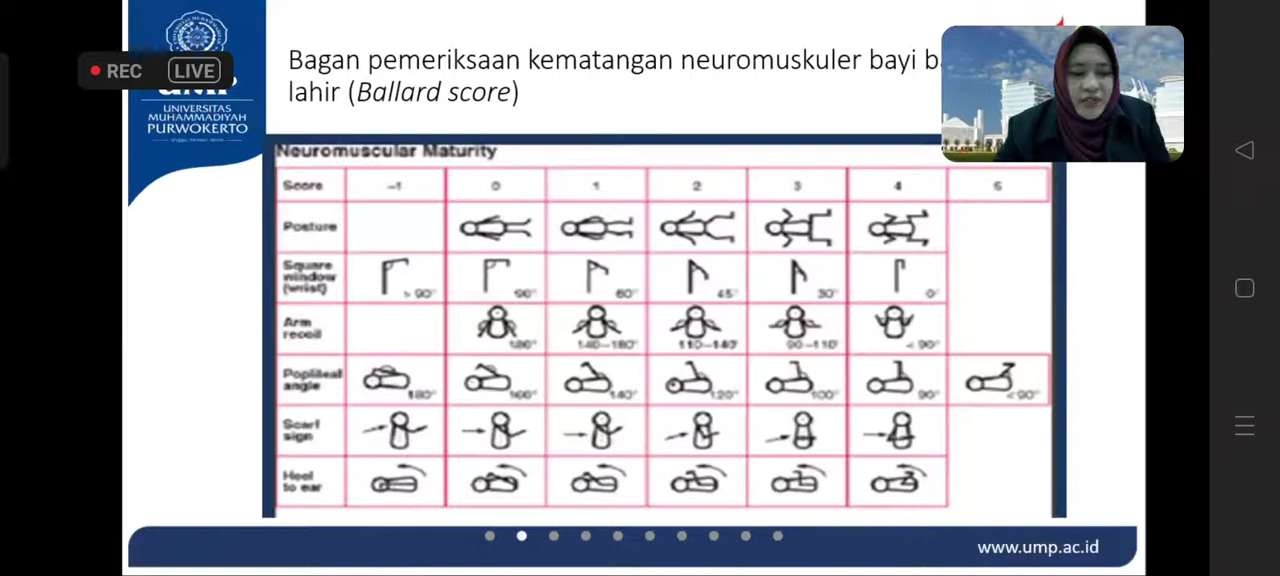 Bagan pemeriksaan kematangan neuromuskuler bayi ba
lahir (Ballard score)
REC LIVE
UMP
UNIVERSITAS
MUHAMMADIYAH
PURWOKERTO
Neuromuscular Maturity
Score -1 0 1 2 3 4 5
Posture
Square
window
(wrist)
> 90° 90° 60° 45° 30° 0°
Arm
recoil
180° 140–180° 110–140° 90–110° < 90°
Popliteal
angle
180° 160° 140° 120° 100° 90° < 90°
Scarf
sign
Heel
to ear
www.ump.ac.id